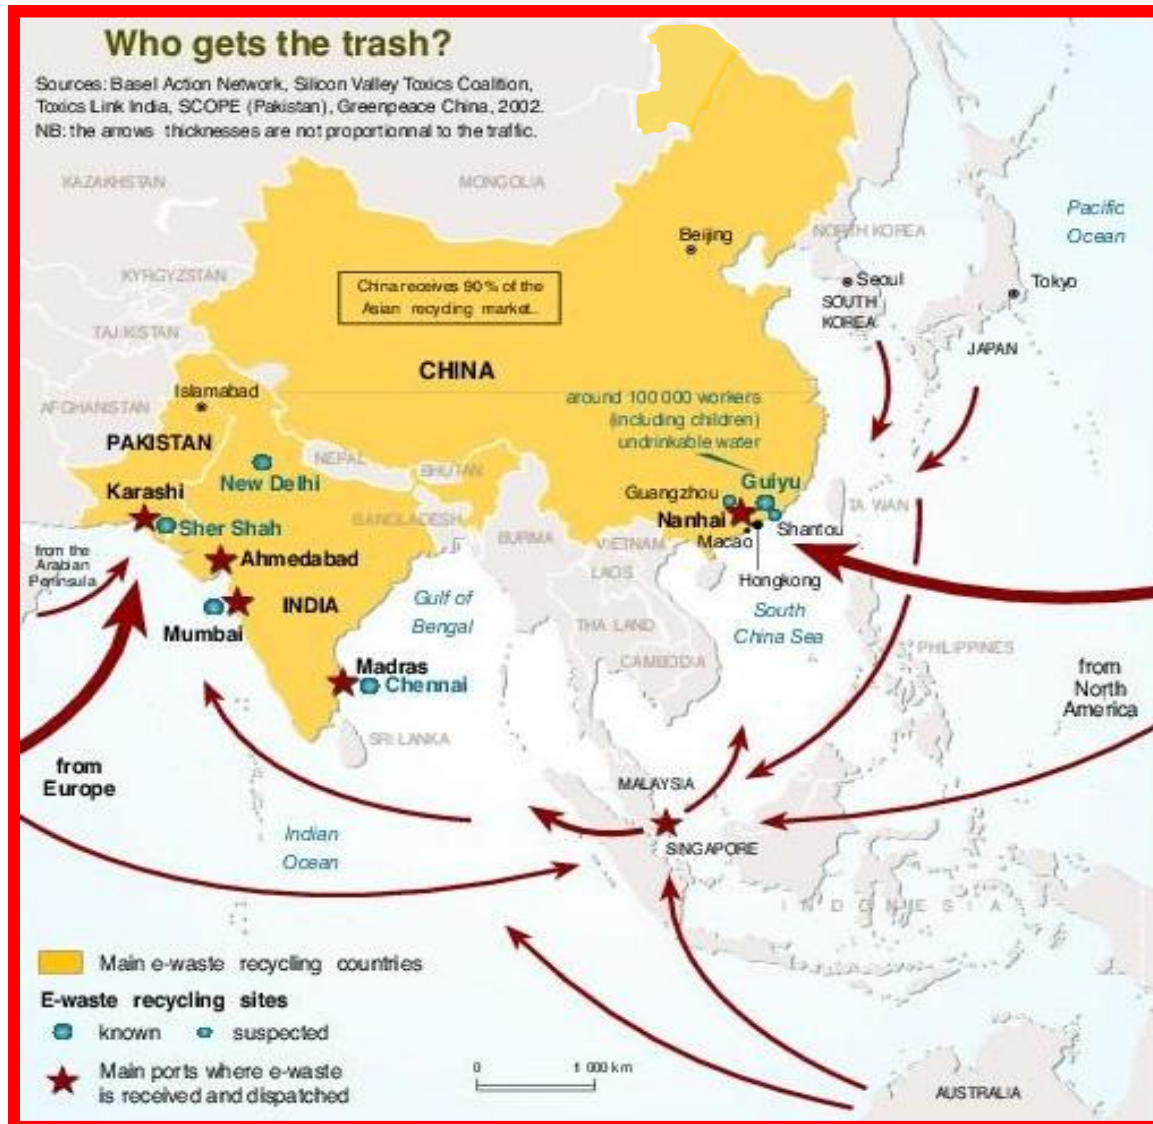 Who gets the trash?
Sources: Basel Action Network, Silicon Valley Toxics Coalition,
Toxics Link India, SCOPE (Pakistan), Greenpeace China, 2002.
NB: the arrows thicknesses are not proportionnal to the traffic.
KAZAKHSTAN
MONGOLIA
Pacific
Ocean
Beijing
NORTH KOREA
KYRGYZSTAN
China receives 90% of the
Asian recycling market..
Seoul
Tokyo
SOUTH
KOREA
TAJIKISTAN
JAPAN
CHINA
Islamabad
AFGHANISTAN
around 100 000 workers
(including children)
undrinkable water
PAKISTAN
NEPAL
BHUTAN
New Delhi
Guiyu
Karashi
Guangzhou
TA WAN
Sher Shah
BANGLADESH
Nanhai
Shantou
BURMA
VIETNAM
Macao
from the
Arabian
Peninsula
Ahmedabad
LAOS
Hongkong
INDIA
Gulf of
Bengal
South
China Sea
Mumbai
THA LAND
PHILIPPINES
CAMBODIA
Madras
Chennai
from
North
America
SRI LANKA
from
Europe
MALAYSIA
Indian
Ocean
SINGAPORE
INDONESIA
Main e-waste recycling countries
E-waste recycling sites
known
suspected
Main ports where e-waste
is received and dispatched
0 1 000 km
AUSTRALIA